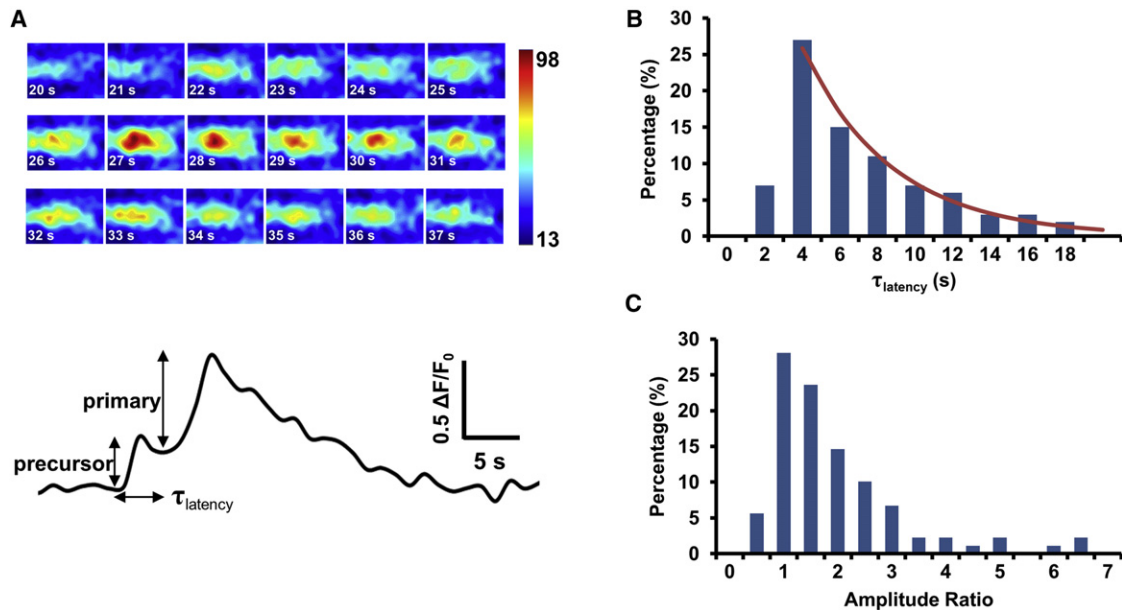 A
98
20 s 21 s 22 s 23 s 24 s 25 s
26 s 27 s 28 s 29 s 30 s 31 s
32 s 33 s 34 s 35 s 36 s 37 s
13
primary
precursor
τlatency
0.5 ΔF/F0
5 s
B
Percentage (%)
30
25
20
15
10
5
0
0 2 4 6 8 10 12 14 16 18
τlatency (s)
C
Percentage (%)
30
25
20
15
10
5
0
0 1 2 3 4 5 6 7
Amplitude Ratio